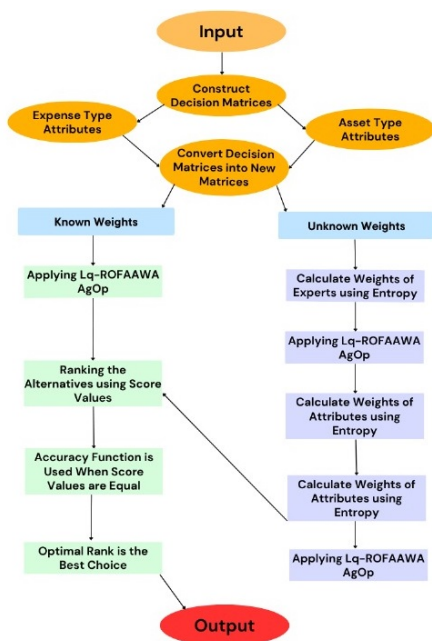 Input
Construct
Decision Matrices
Expense Type
Attributes
Asset Type
Attributes
Convert Decision
Matrices into New
Matrices
Known Weights
Unknown Weights
Applying Lq-ROFAAWA
AgOp
Calculate Weights of
Experts using Entropy
Applying Lq-ROFAAWA
AgOp
Ranking the
Alternatives using Score
Values
Calculate Weights of
Attributes using
Entropy
Accuracy Function is
Used When Score
Values are Equal
Calculate Weights of
Attributes using
Entropy
Optimal Rank is the
Best Choice
Applying Lq-ROFAAWA
AgOp
Output